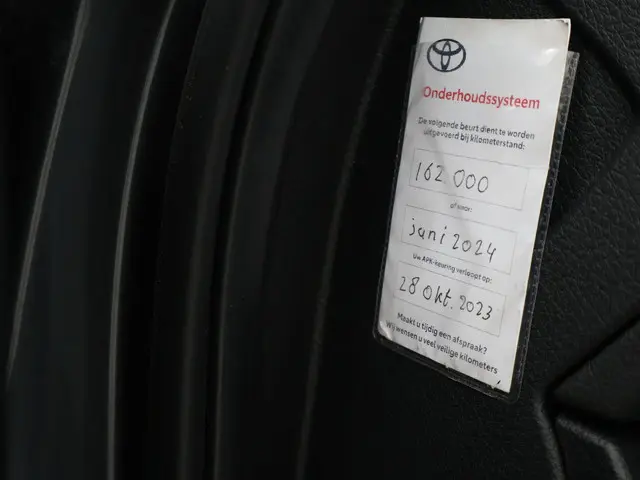 Onderhoudssysteem
De volgende beurt dient te worden
uitgevoerd bij kilometerstand:
162 000
of voor:
juni 2024
Uw APK-keuring verloopt op:
28 Okt. 2023
Maakt u tijdig een afspraak?
Wij wensen u veel veilige kilometers